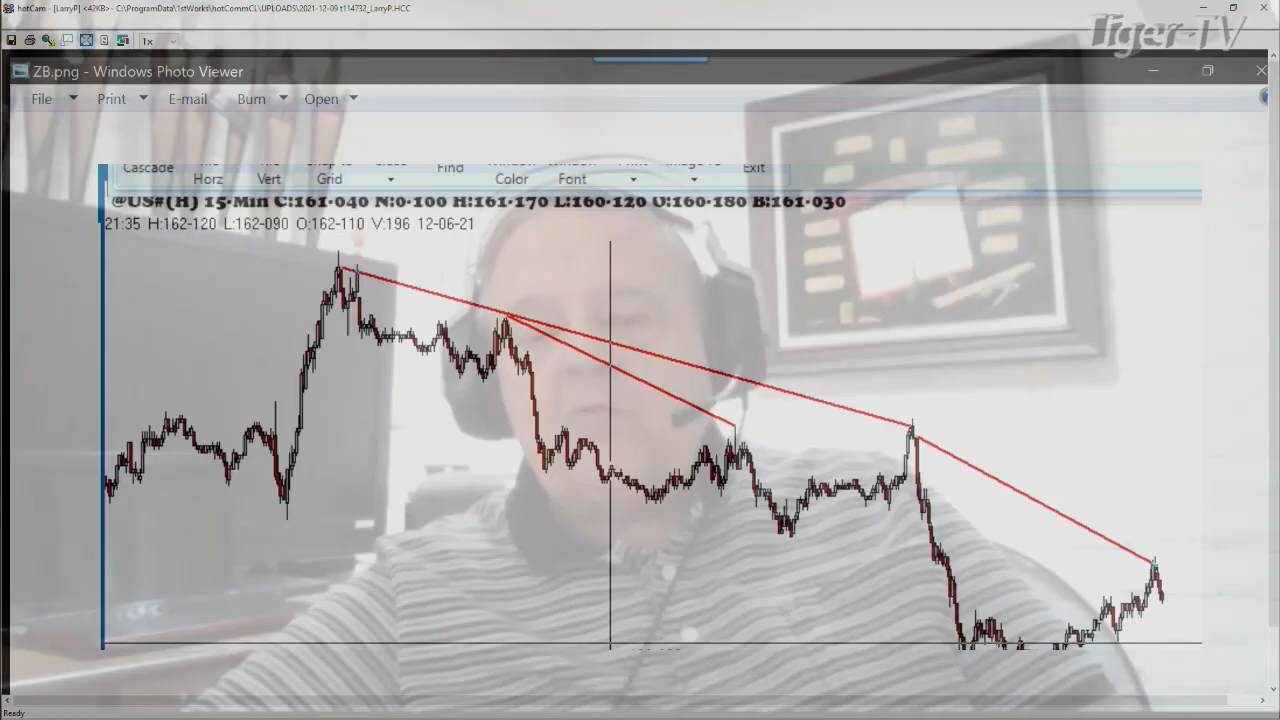 hotCam - [LarryP] <42KB>- C:\ProgramData\1stWorks\hotCommCL\UPLOADS\2021-12-09 t114732_LarryP.HCC
Tiger-TV
1x
ZB.png - Windows Photo Viewer
File Print E-mail Burn Open
Cascade Find Exit
Horz Vert Grid Color Font
@US#(H) 15-Min C:161-040 N:0-100 H:161-170 L:160-120 O:160-180 B:161-030
21:35 H:162-120 L:162-090 O:162-110 V:196 12-06-21
Ready